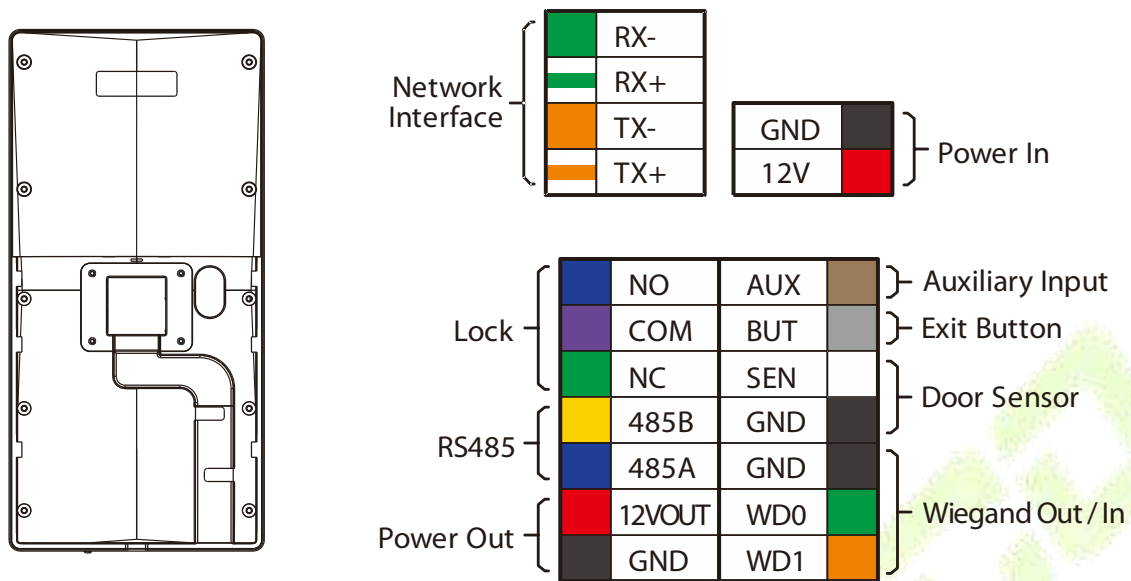 Network
Interface
RX-
RX+
TX-
TX+
GND
12V
Power In
Lock
RS485
Power Out
NO AUX
COM BUT
NC SEN
485B GND
485A GND
12VOUT WD0
GND WD1
Auxiliary Input
Exit Button
Door Sensor
Wiegand Out / In